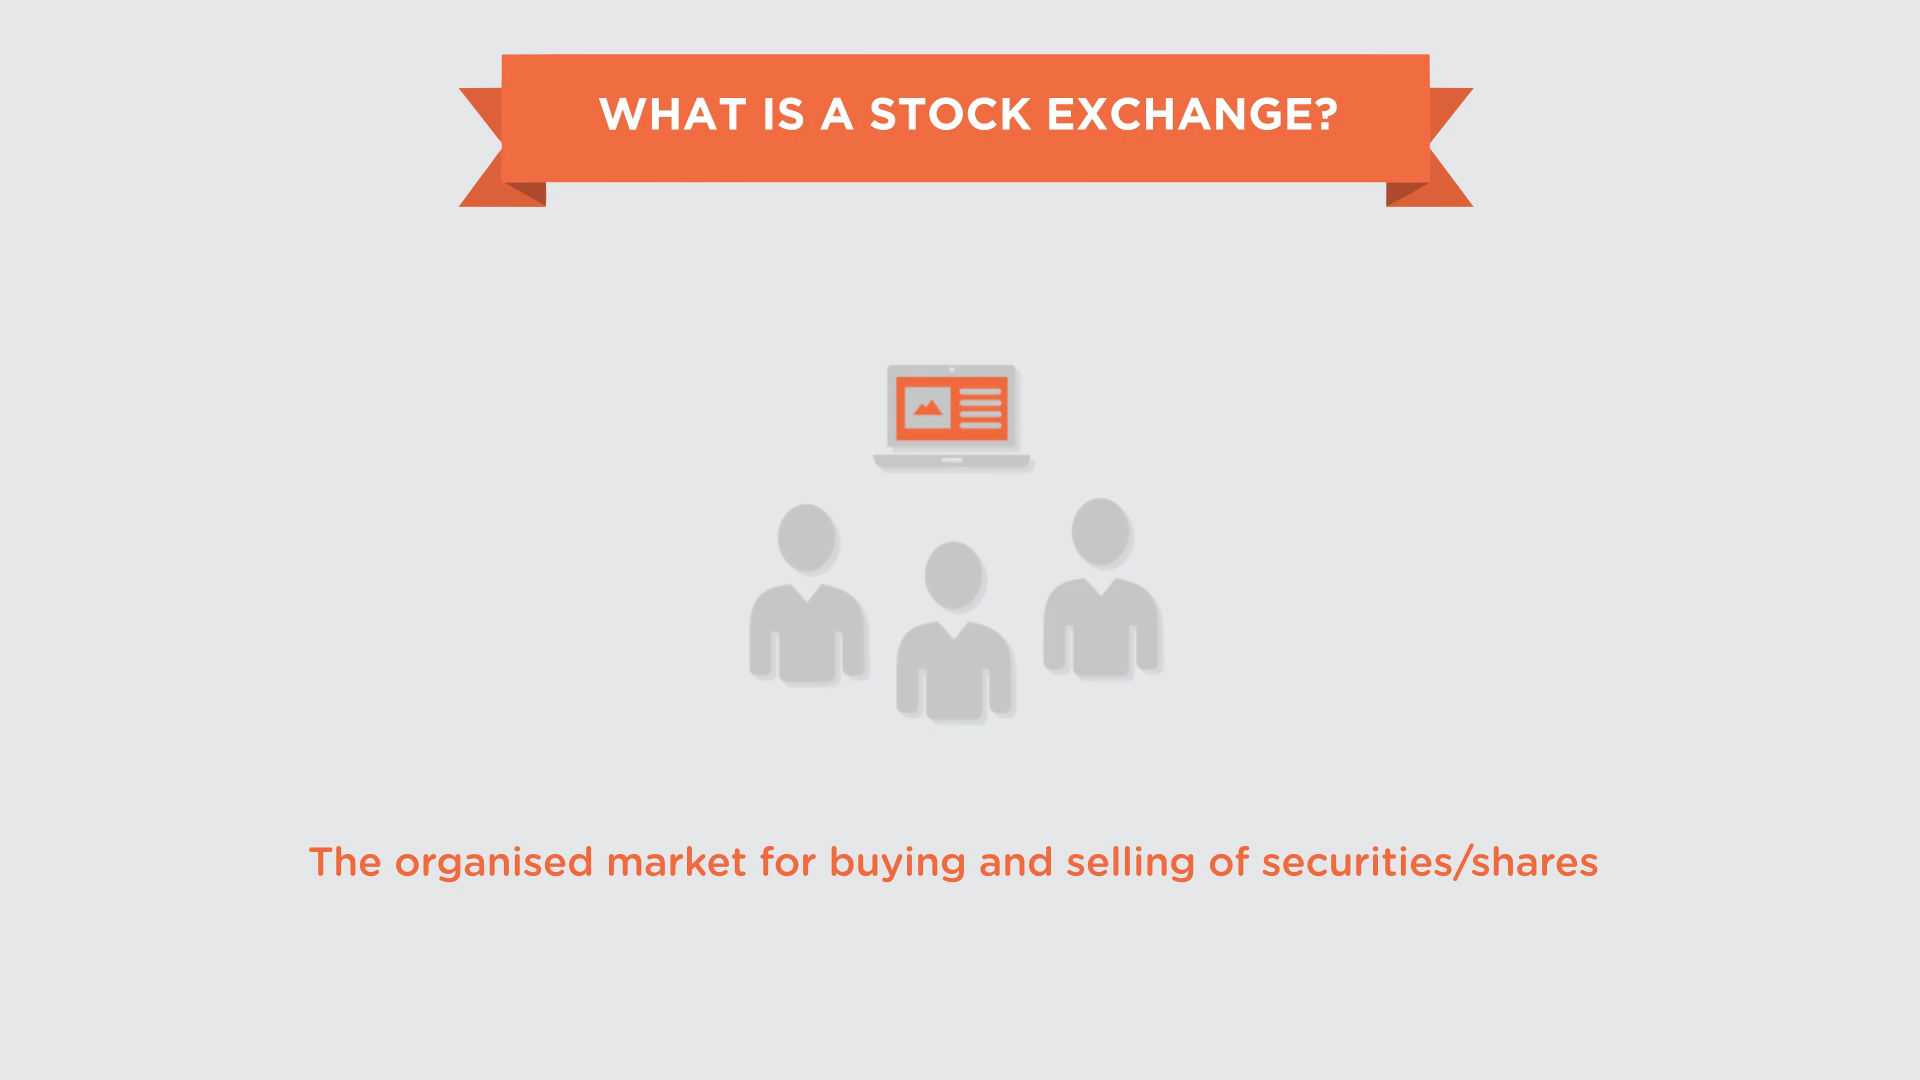 WHAT IS A STOCK EXCHANGE?
The organised market for buying and selling of securities/shares